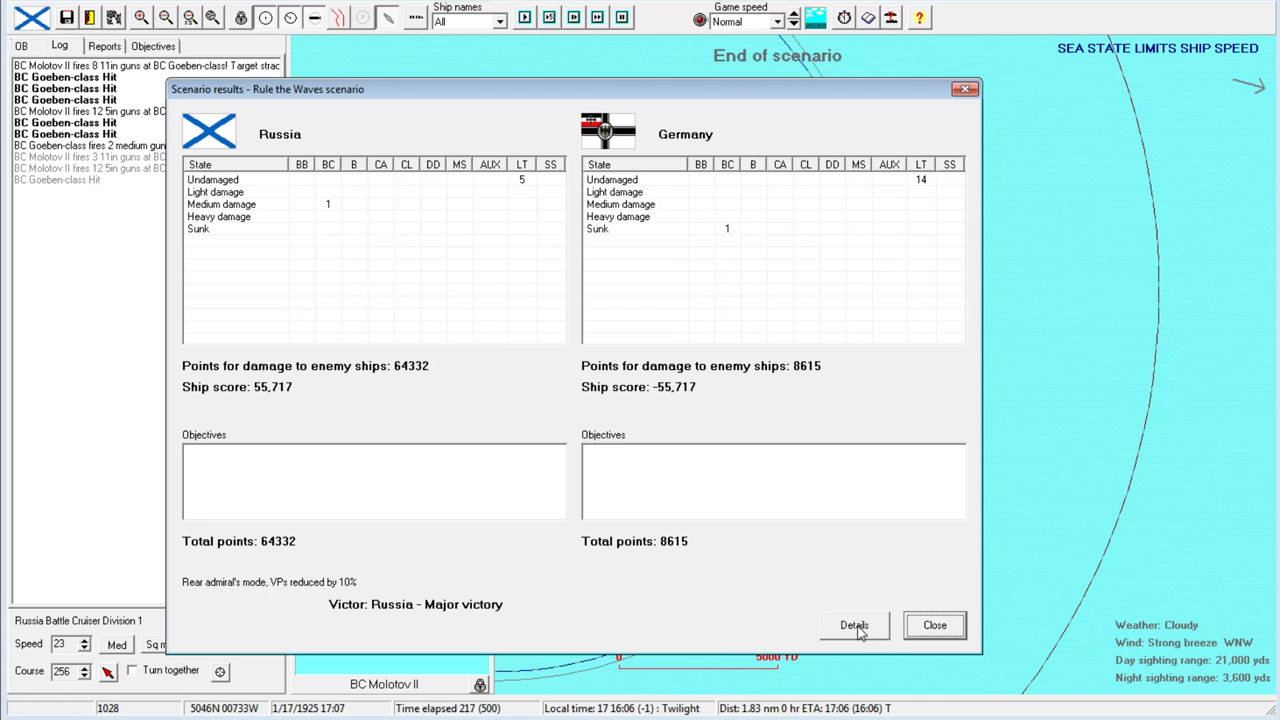 Ship names
All
Game speed
Normal
OB Log Reports Objectives
End of scenario
SEA STATE LIMITS SHIP SPEED
BC Molotov II fires 8 11in guns at BC Goeben-class! Target strac
BC Goeben-class Hit
BC Goeben-class Hit
BC Goeben-class Hit
BC Molotov II fires 12 5in guns at BC
BC Goeben-class Hit
BC Goeben-class Hit
BC Goeben-class fires 2 medium gun
BC Molotov II fires 3 11in guns at BC
BC Molotov II fires 12 5in guns at BC
BC Goeben-class Hit
Scenario results - Rule the Waves scenario
Russia
State BB BC B CA CL DD MS AUX LT SS
Undamaged 5
Light damage
Medium damage 1
Heavy damage
Sunk
Points for damage to enemy ships: 64332
Ship score: 55,717
Objectives
Total points: 64332
Germany
State BB BC B CA CL DD MS AUX LT SS
Undamaged 14
Light damage
Medium damage
Heavy damage
Sunk 1
Points for damage to enemy ships: 8615
Ship score: -55,717
Objectives
Total points: 8615
Rear admiral's mode, VPs reduced by 10%
Victor: Russia - Major victory
Details Close
Russia Battle Cruiser Division 1
Speed 23 Med Sq m
Course 256 Turn together
BC Molotov II
0 5000 YD
Weather: Cloudy
Wind: Strong breeze WNW
Day sighting range: 21,000 yds
Night sighting range: 3,600 yds
1028 5046N 00733W 1/17/1925 17:07 Time elapsed 217 (500) Local time: 17 16:06 (-1) : Twilight Dist: 1.83 nm 0 hr ETA: 17:06 (16:06) T